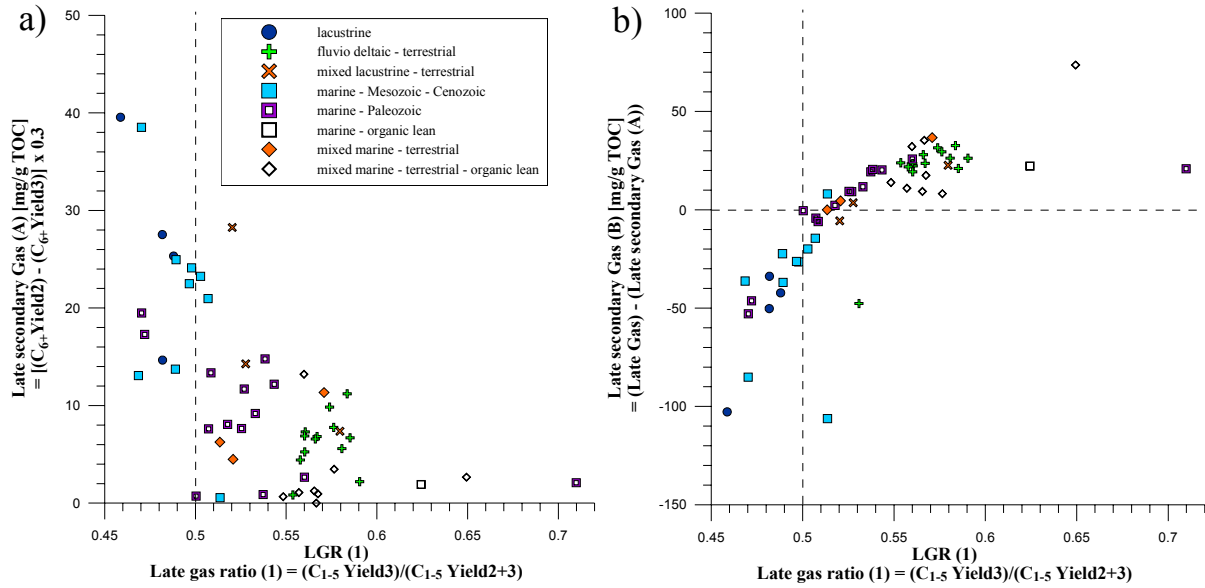 a)
Late secondary Gas (A) [mg/g TOC]
= [(C6+Yield2) - (C6+Yield3)] x 0.3
50
40
30
20
10
0
lacustrine
fluvio deltaic - terrestrial
mixed lacustrine - terrestrial
marine - Mesozoic - Cenozoic
marine - Paleozoic
marine - organic lean
mixed marine - terrestrial
mixed marine - terrestrial - organic lean
0.45 0.5 0.55 0.6 0.65 0.7
LGR (1)
Late gas ratio (1) = (C1-5 Yield3)/(C1-5 Yield2+3)
b)
Late secondary Gas (B) [mg/g TOC]
= (Late Gas) - (Late secondary Gas (A))
100
50
0
-50
-100
-150
0.45 0.5 0.55 0.6 0.65 0.7
LGR (1)
Late gas ratio (1) = (C1-5 Yield3)/(C1-5 Yield2+3)